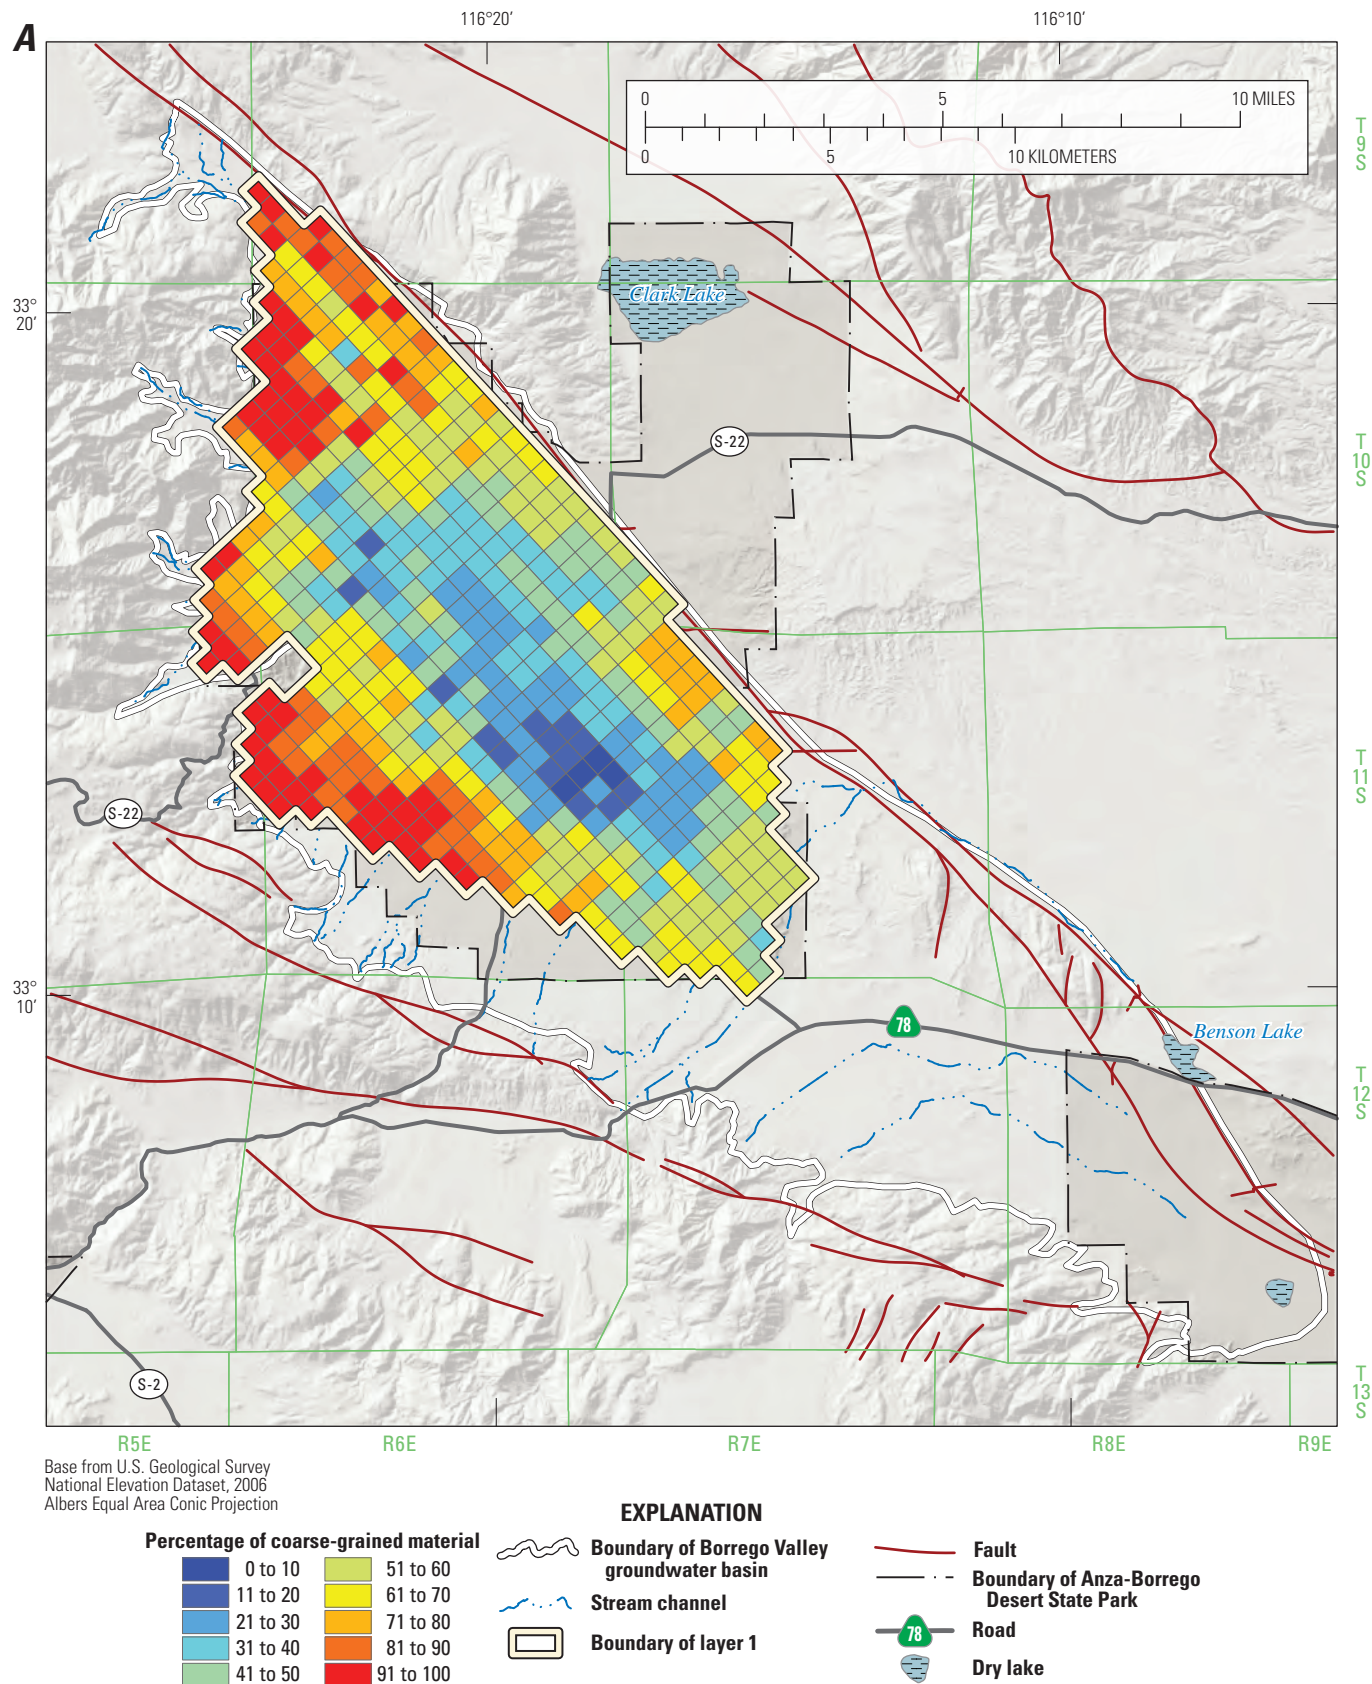 A
116°20'
116°10'
0 5 10 MILES
0 5 10 KILOMETERS
T
9
S
33°
20'
Clark Lake
S-22
T
10
S
T
11
S
S-22
33°
10'
78
Benson Lake
T
12
S
S-2
T
13
S
R5E R6E R7E R8E R9E
Base from U.S. Geological Survey
National Elevation Dataset, 2006
Albers Equal Area Conic Projection
EXPLANATION
Percentage of coarse-grained material
0 to 10
11 to 20
21 to 30
31 to 40
41 to 50
51 to 60
61 to 70
71 to 80
81 to 90
91 to 100
Boundary of Borrego Valley
groundwater basin
Stream channel
Boundary of layer 1
Fault
Boundary of Anza-Borrego
Desert State Park
Road
78
Dry lake